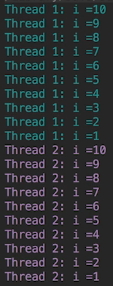 Thread 1: i =10
Thread 1: i =9
Thread 1: i =8
Thread 1: i =7
Thread 1: i =6
Thread 1: i =5
Thread 1: i =4
Thread 1: i =3
Thread 1: i =2
Thread 1: i =1
Thread 2: i =10
Thread 2: i =9
Thread 2: i =8
Thread 2: i =7
Thread 2: i =6
Thread 2: i =5
Thread 2: i =4
Thread 2: i =3
Thread 2: i =2
Thread 2: i =1